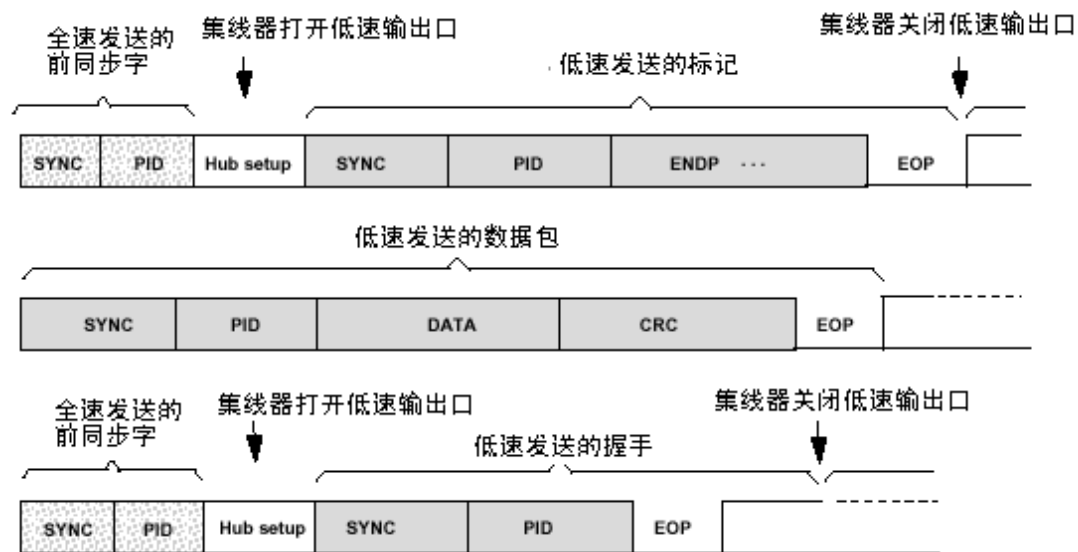 全速发送的
前同步字
集线器打开低速输出口
集线器关闭低速输出口
低速发送的标记
SYNC PID Hub setup SYNC PID ENDP ··· EOP
低速发送的数据包
SYNC PID DATA CRC EOP
全速发送的
前同步字
集线器打开低速输出口
集线器关闭低速输出口
低速发送的握手
SYNC PID Hub setup SYNC PID EOP